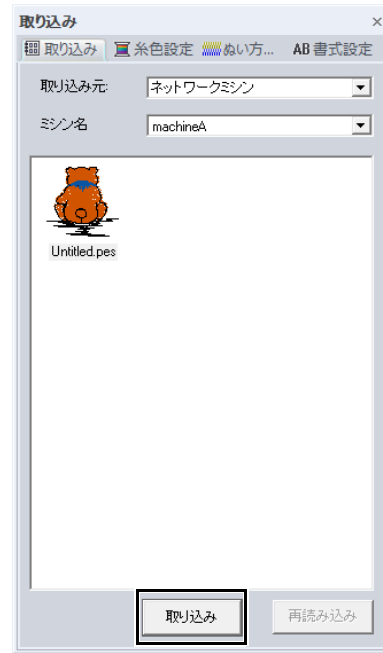 取り込み ×
取り込み 糸色設定 ぬい方... AB 書式設定
取り込み元: ネットワークミシン
ミシン名 machineA
Untitled.pes
取り込み 再読み込み